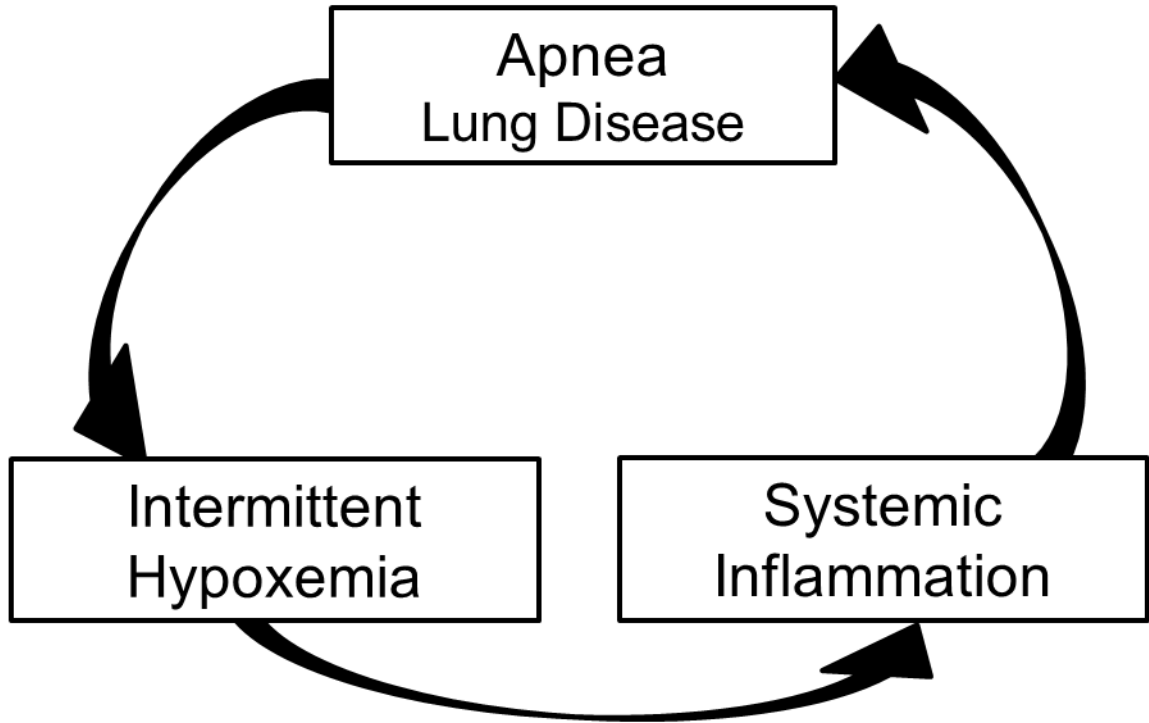 Apnea
Lung Disease
Intermittent
Hypoxemia
Systemic
Inflammation